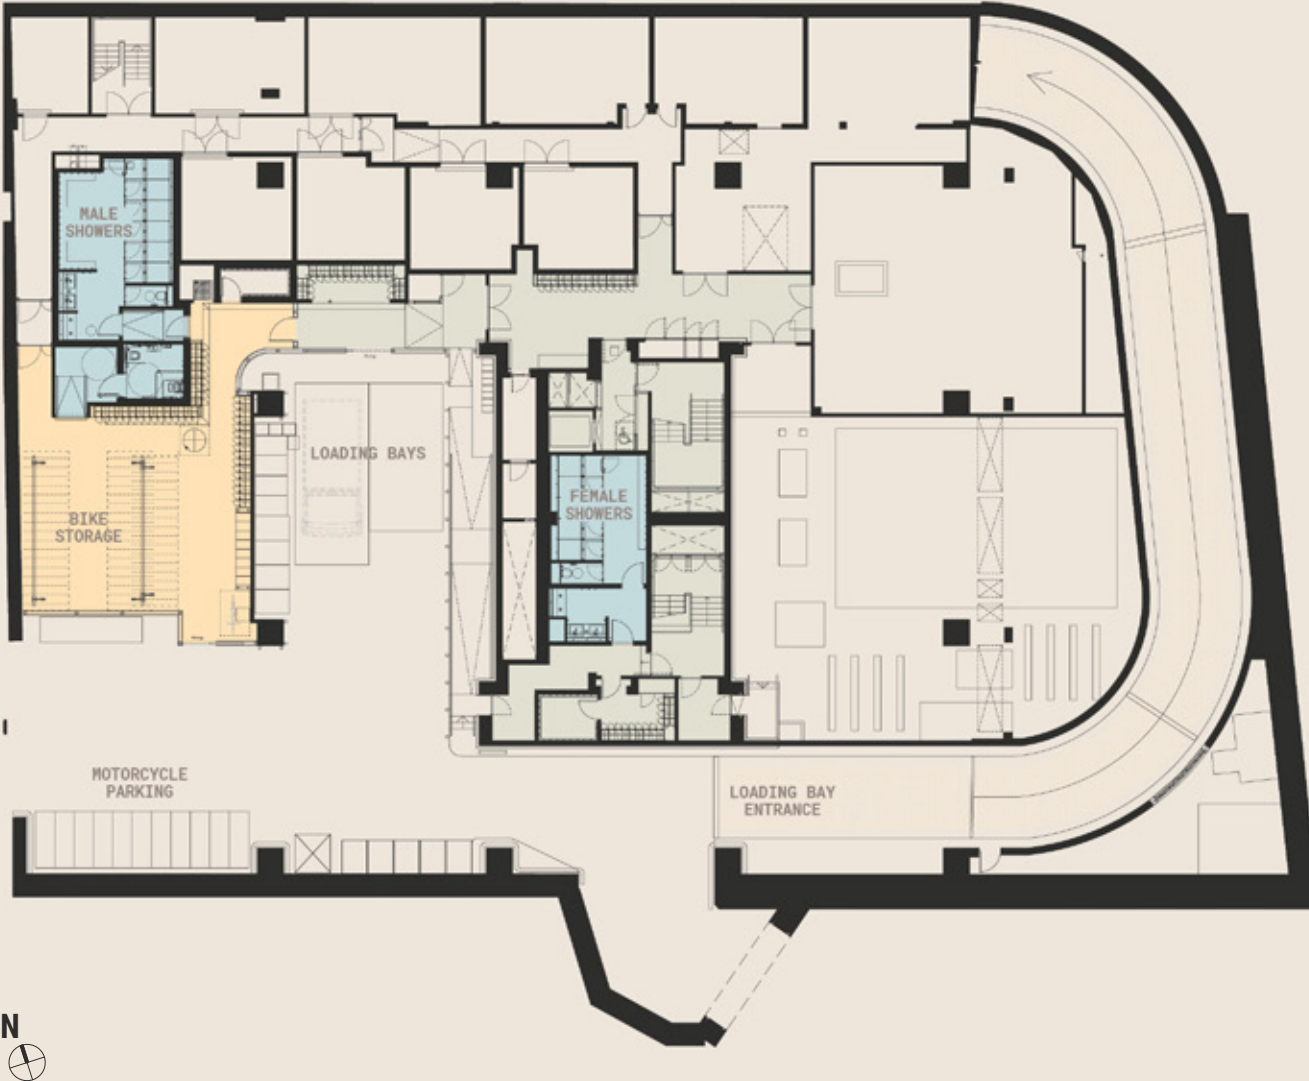 MALE
SHOWERS
LOADING BAYS
FEMALE
SHOWERS
BIKE
STORAGE
MOTORCYCLE
PARKING
LOADING BAY
ENTRANCE
N